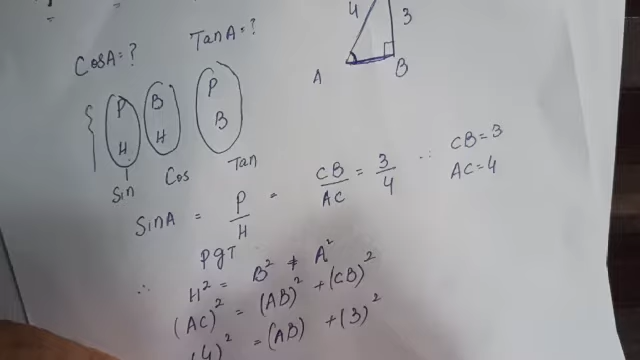 4
3
CosA=?
TanA=?
A
B
P B P
H H B
Sin Cos Tan
SinA = P/H = CB/AC = 3/4 ∵ CB=3
AC=4
PGT
∴ H² = B² + A²
(AC)² = (AB)² + (CB)²
(4)² = (AB) + (3)²